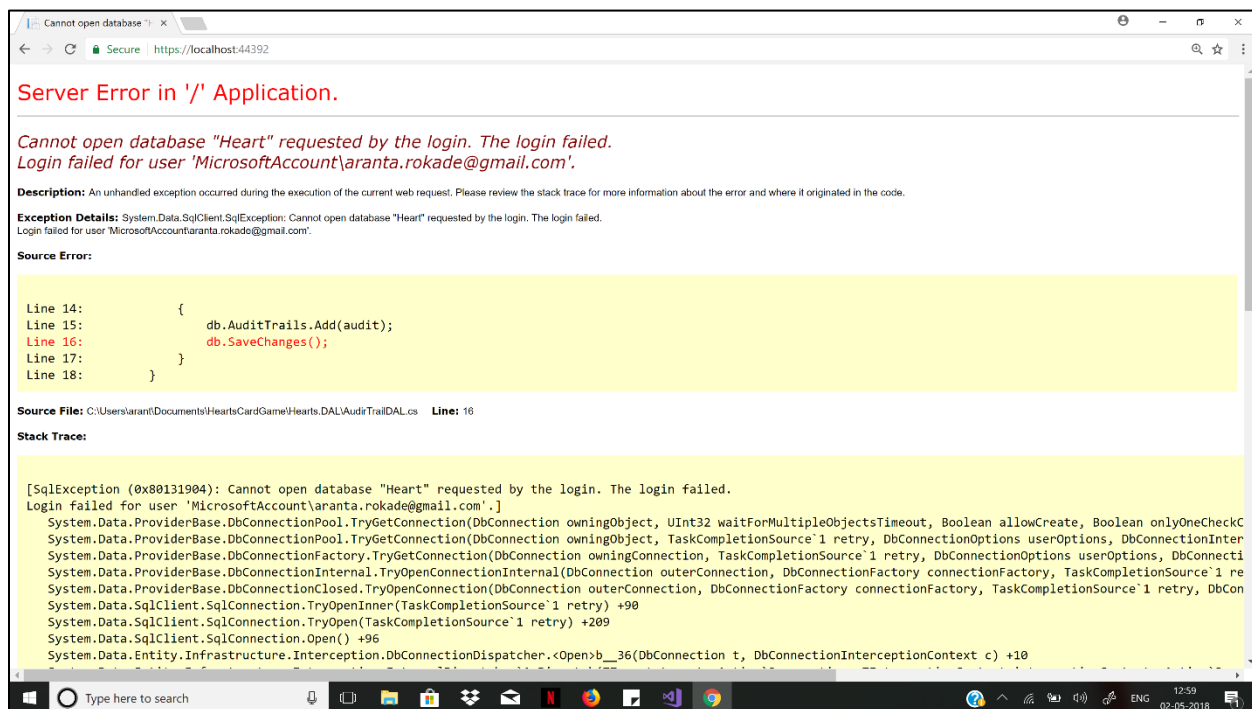 Cannot open database "H
Secure https://localhost:44392
Server Error in '/' Application.
Cannot open database "Heart" requested by the login. The login failed.
Login failed for user 'MicrosoftAccount\aranta.rokade@gmail.com'.
Description: An unhandled exception occurred during the execution of the current web request. Please review the stack trace for more information about the error and where it originated in the code.
Exception Details: System.Data.SqlClient.SqlException: Cannot open database "Heart" requested by the login. The login failed.
Login failed for user 'MicrosoftAccount\aranta.rokade@gmail.com'.
Source Error:
Line 14: {
Line 15: db.AuditTrails.Add(audit);
Line 16: db.SaveChanges();
Line 17: }
Line 18: }
Source File: C:\Users\arant\Documents\HeartsCardGame\Hearts.DAL\AudirTrailDAL.cs Line: 16
Stack Trace:
[SqlException (0x80131904): Cannot open database "Heart" requested by the login. The login failed.
Login failed for user 'MicrosoftAccount\aranta.rokade@gmail.com'.]
System.Data.ProviderBase.DbConnectionPool.TryGetConnection(DbConnection owningObject, UInt32 waitForMultipleObjectsTimeout, Boolean allowCreate, Boolean onlyOneCheckC
System.Data.ProviderBase.DbConnectionPool.TryGetConnection(DbConnection owningObject, TaskCompletionSource`1 retry, DbConnectionOptions userOptions, DbConnectionInter
System.Data.ProviderBase.DbConnectionFactory.TryGetConnection(DbConnection owningConnection, TaskCompletionSource`1 retry, DbConnectionOptions userOptions, DbConnecti
System.Data.ProviderBase.DbConnectionInternal.TryOpenConnectionInternal(DbConnection outerConnection, DbConnectionFactory connectionFactory, TaskCompletionSource`1 re
System.Data.ProviderBase.DbConnectionClosed.TryOpenConnection(DbConnection outerConnection, DbConnectionFactory connectionFactory, TaskCompletionSource`1 retry, DbCon
System.Data.SqlClient.SqlConnection.TryOpenInner(TaskCompletionSource`1 retry) +90
System.Data.SqlClient.SqlConnection.TryOpen(TaskCompletionSource`1 retry) +209
System.Data.SqlClient.SqlConnection.Open() +96
System.Data.Entity.Infrastructure.Interception.DbConnectionDispatcher.<Open>b__36(DbConnection t, DbConnectionInterceptionContext c) +10
Type here to search
ENG
12:59
02-05-2018